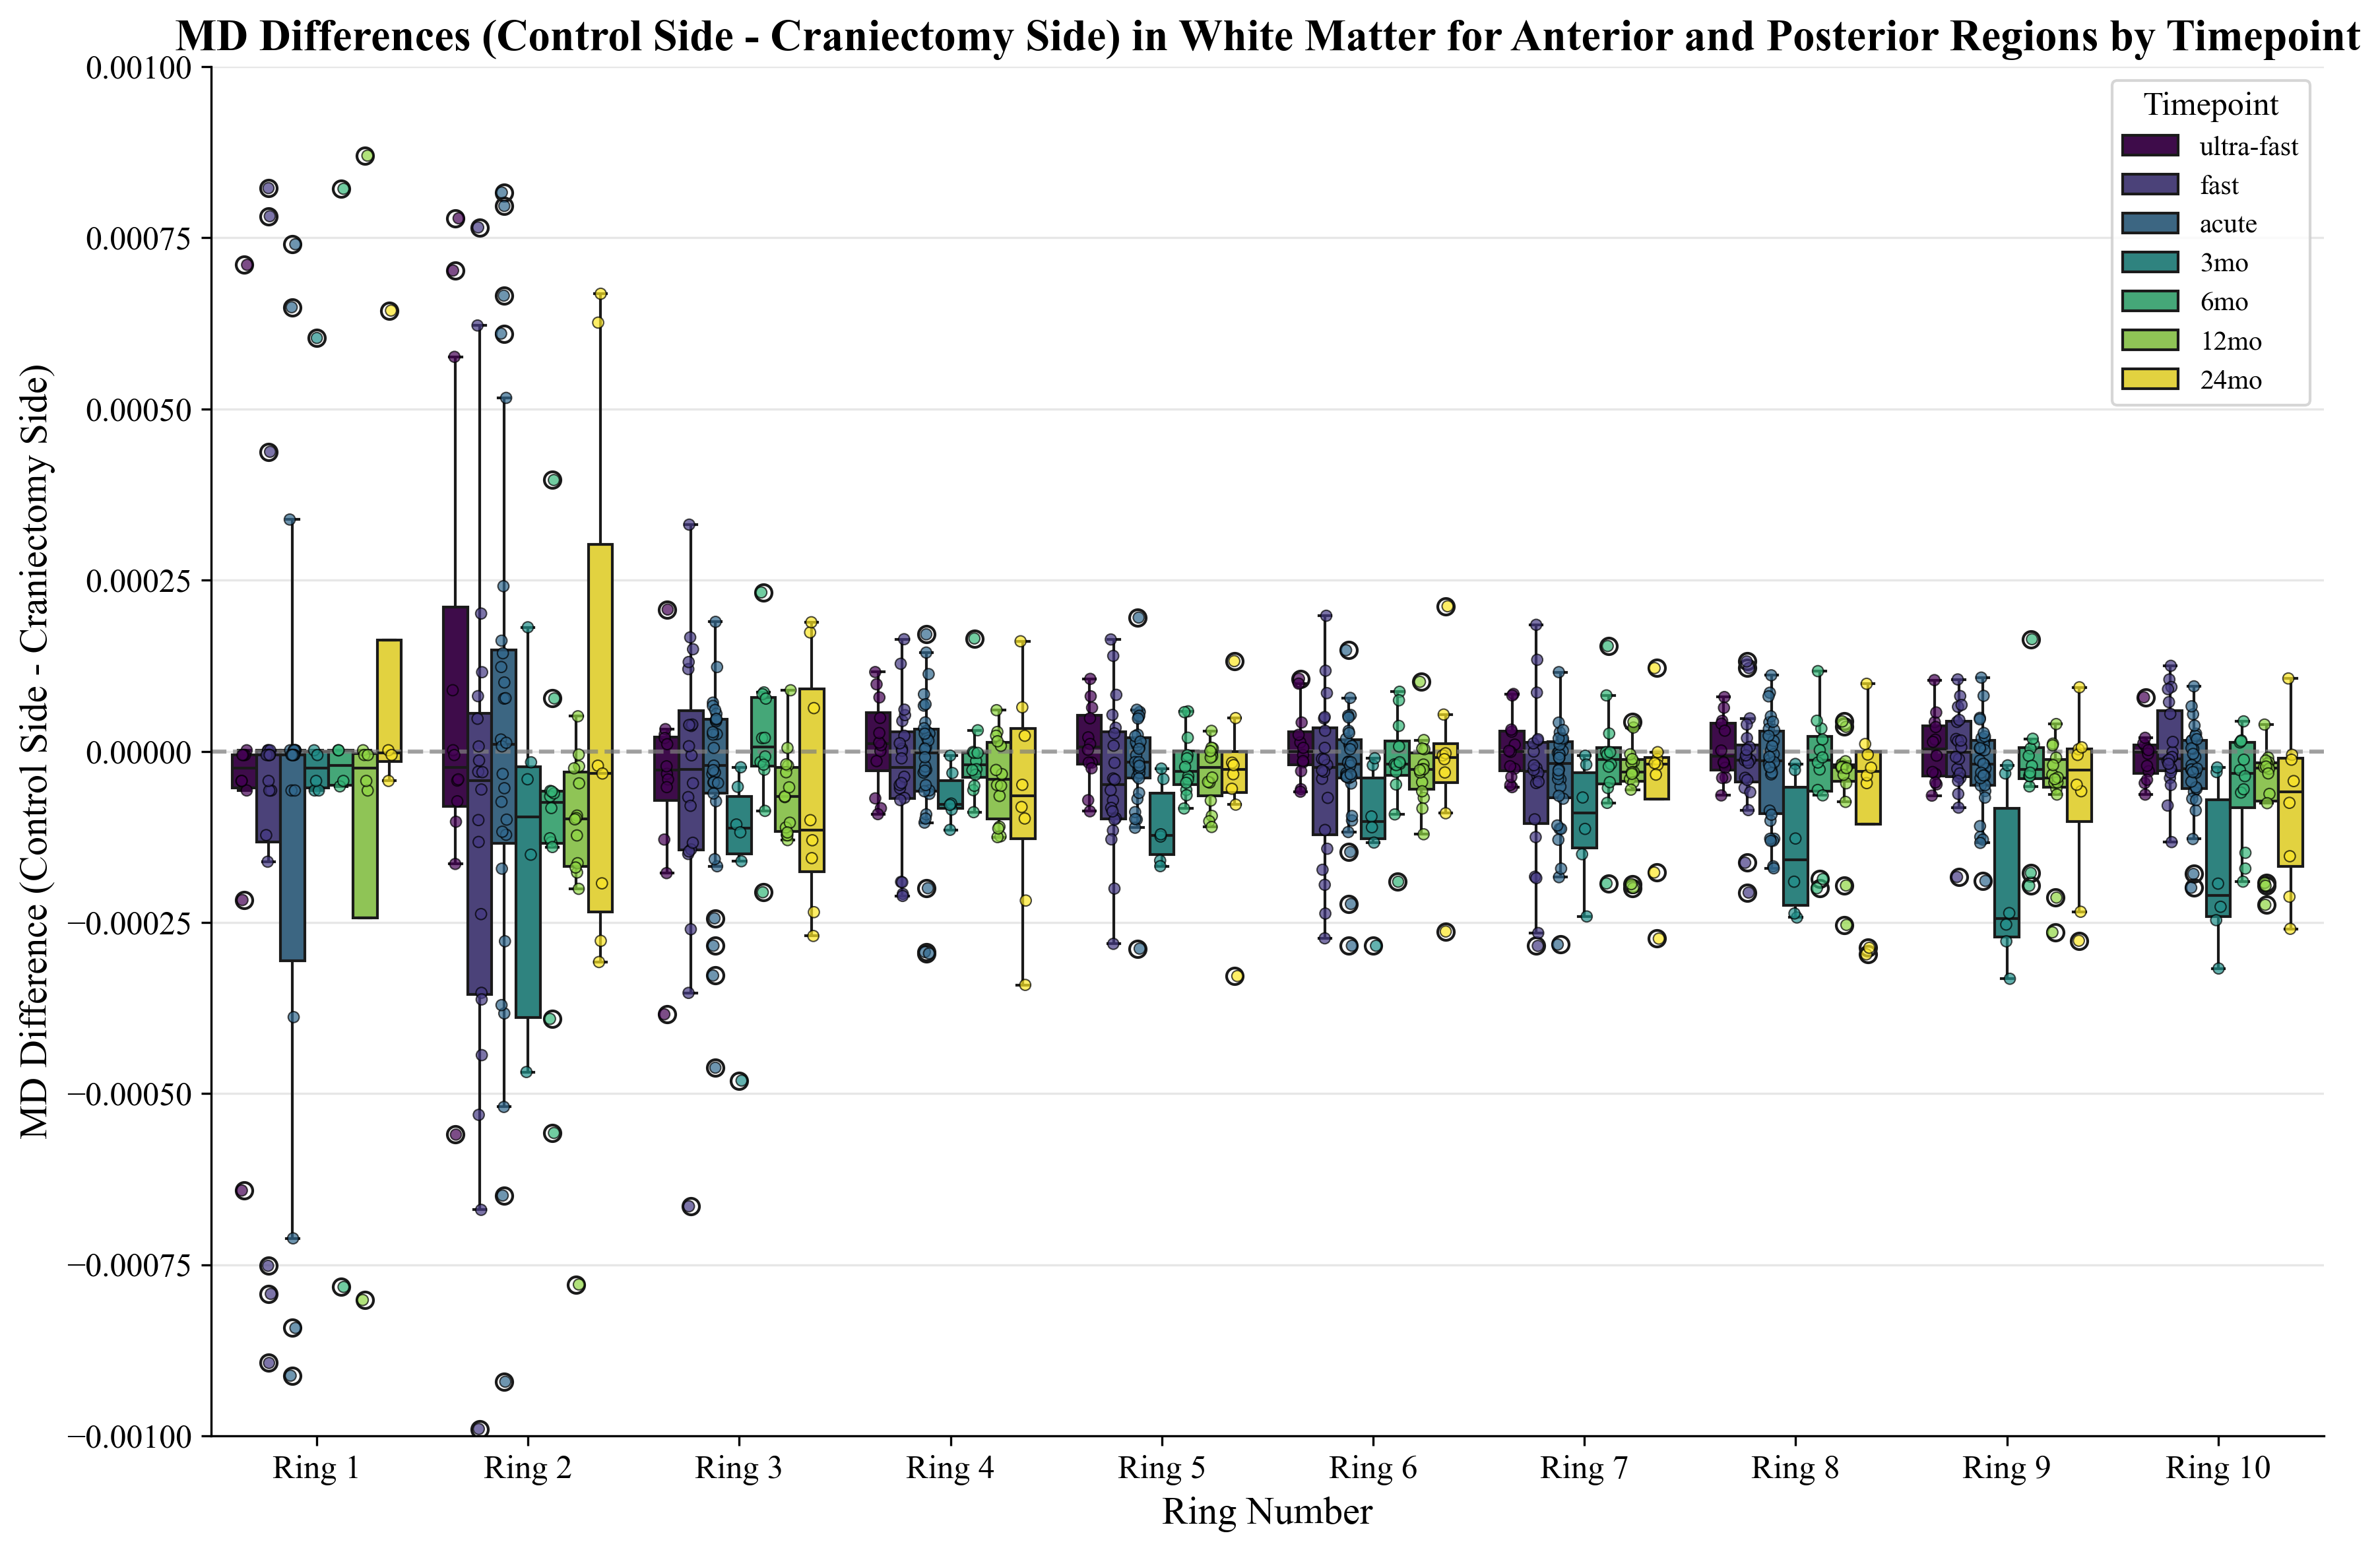 MD Differences (Control Side - Craniectomy Side) in White Matter for Anterior and Posterior Regions by Timepoint
MD Difference (Control Side - Craniectomy Side)
0.00100
0.00075
0.00050
0.00025
0.00000
−0.00025
−0.00050
−0.00075
−0.00100
Timepoint
ultra-fast
fast
acute
3mo
6mo
12mo
24mo
Ring 1 Ring 2 Ring 3 Ring 4 Ring 5 Ring 6 Ring 7 Ring 8 Ring 9 Ring 10
Ring Number